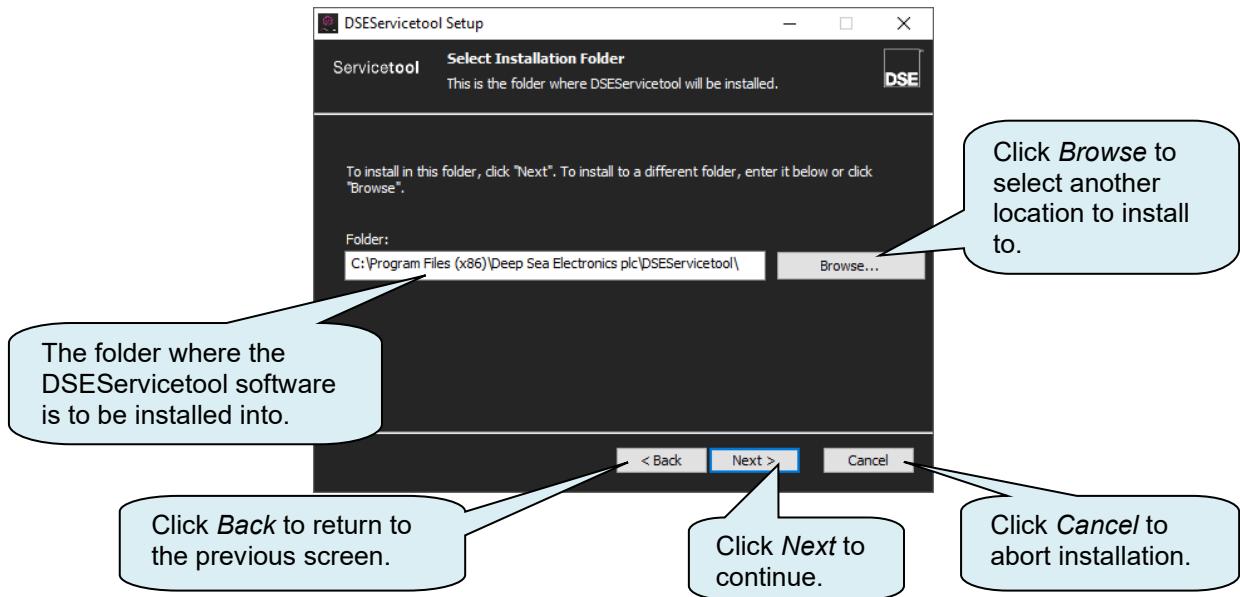 DSEServicetool Setup
Servicetool
Select Installation Folder
This is the folder where DSEServicetool will be installed.
DSE
To install in this folder, click "Next". To install to a different folder, enter it below or click
"Browse".
Folder:
C:\Program Files (x86)\Deep Sea Electronics plc\DSEServicetool\
Browse...
Click Browse to
select another
location to install
to.
The folder where the
DSEServicetool software
is to be installed into.
< Back
Next >
Cancel
Click Back to return to
the previous screen.
Click Next to
continue.
Click Cancel to
abort installation.